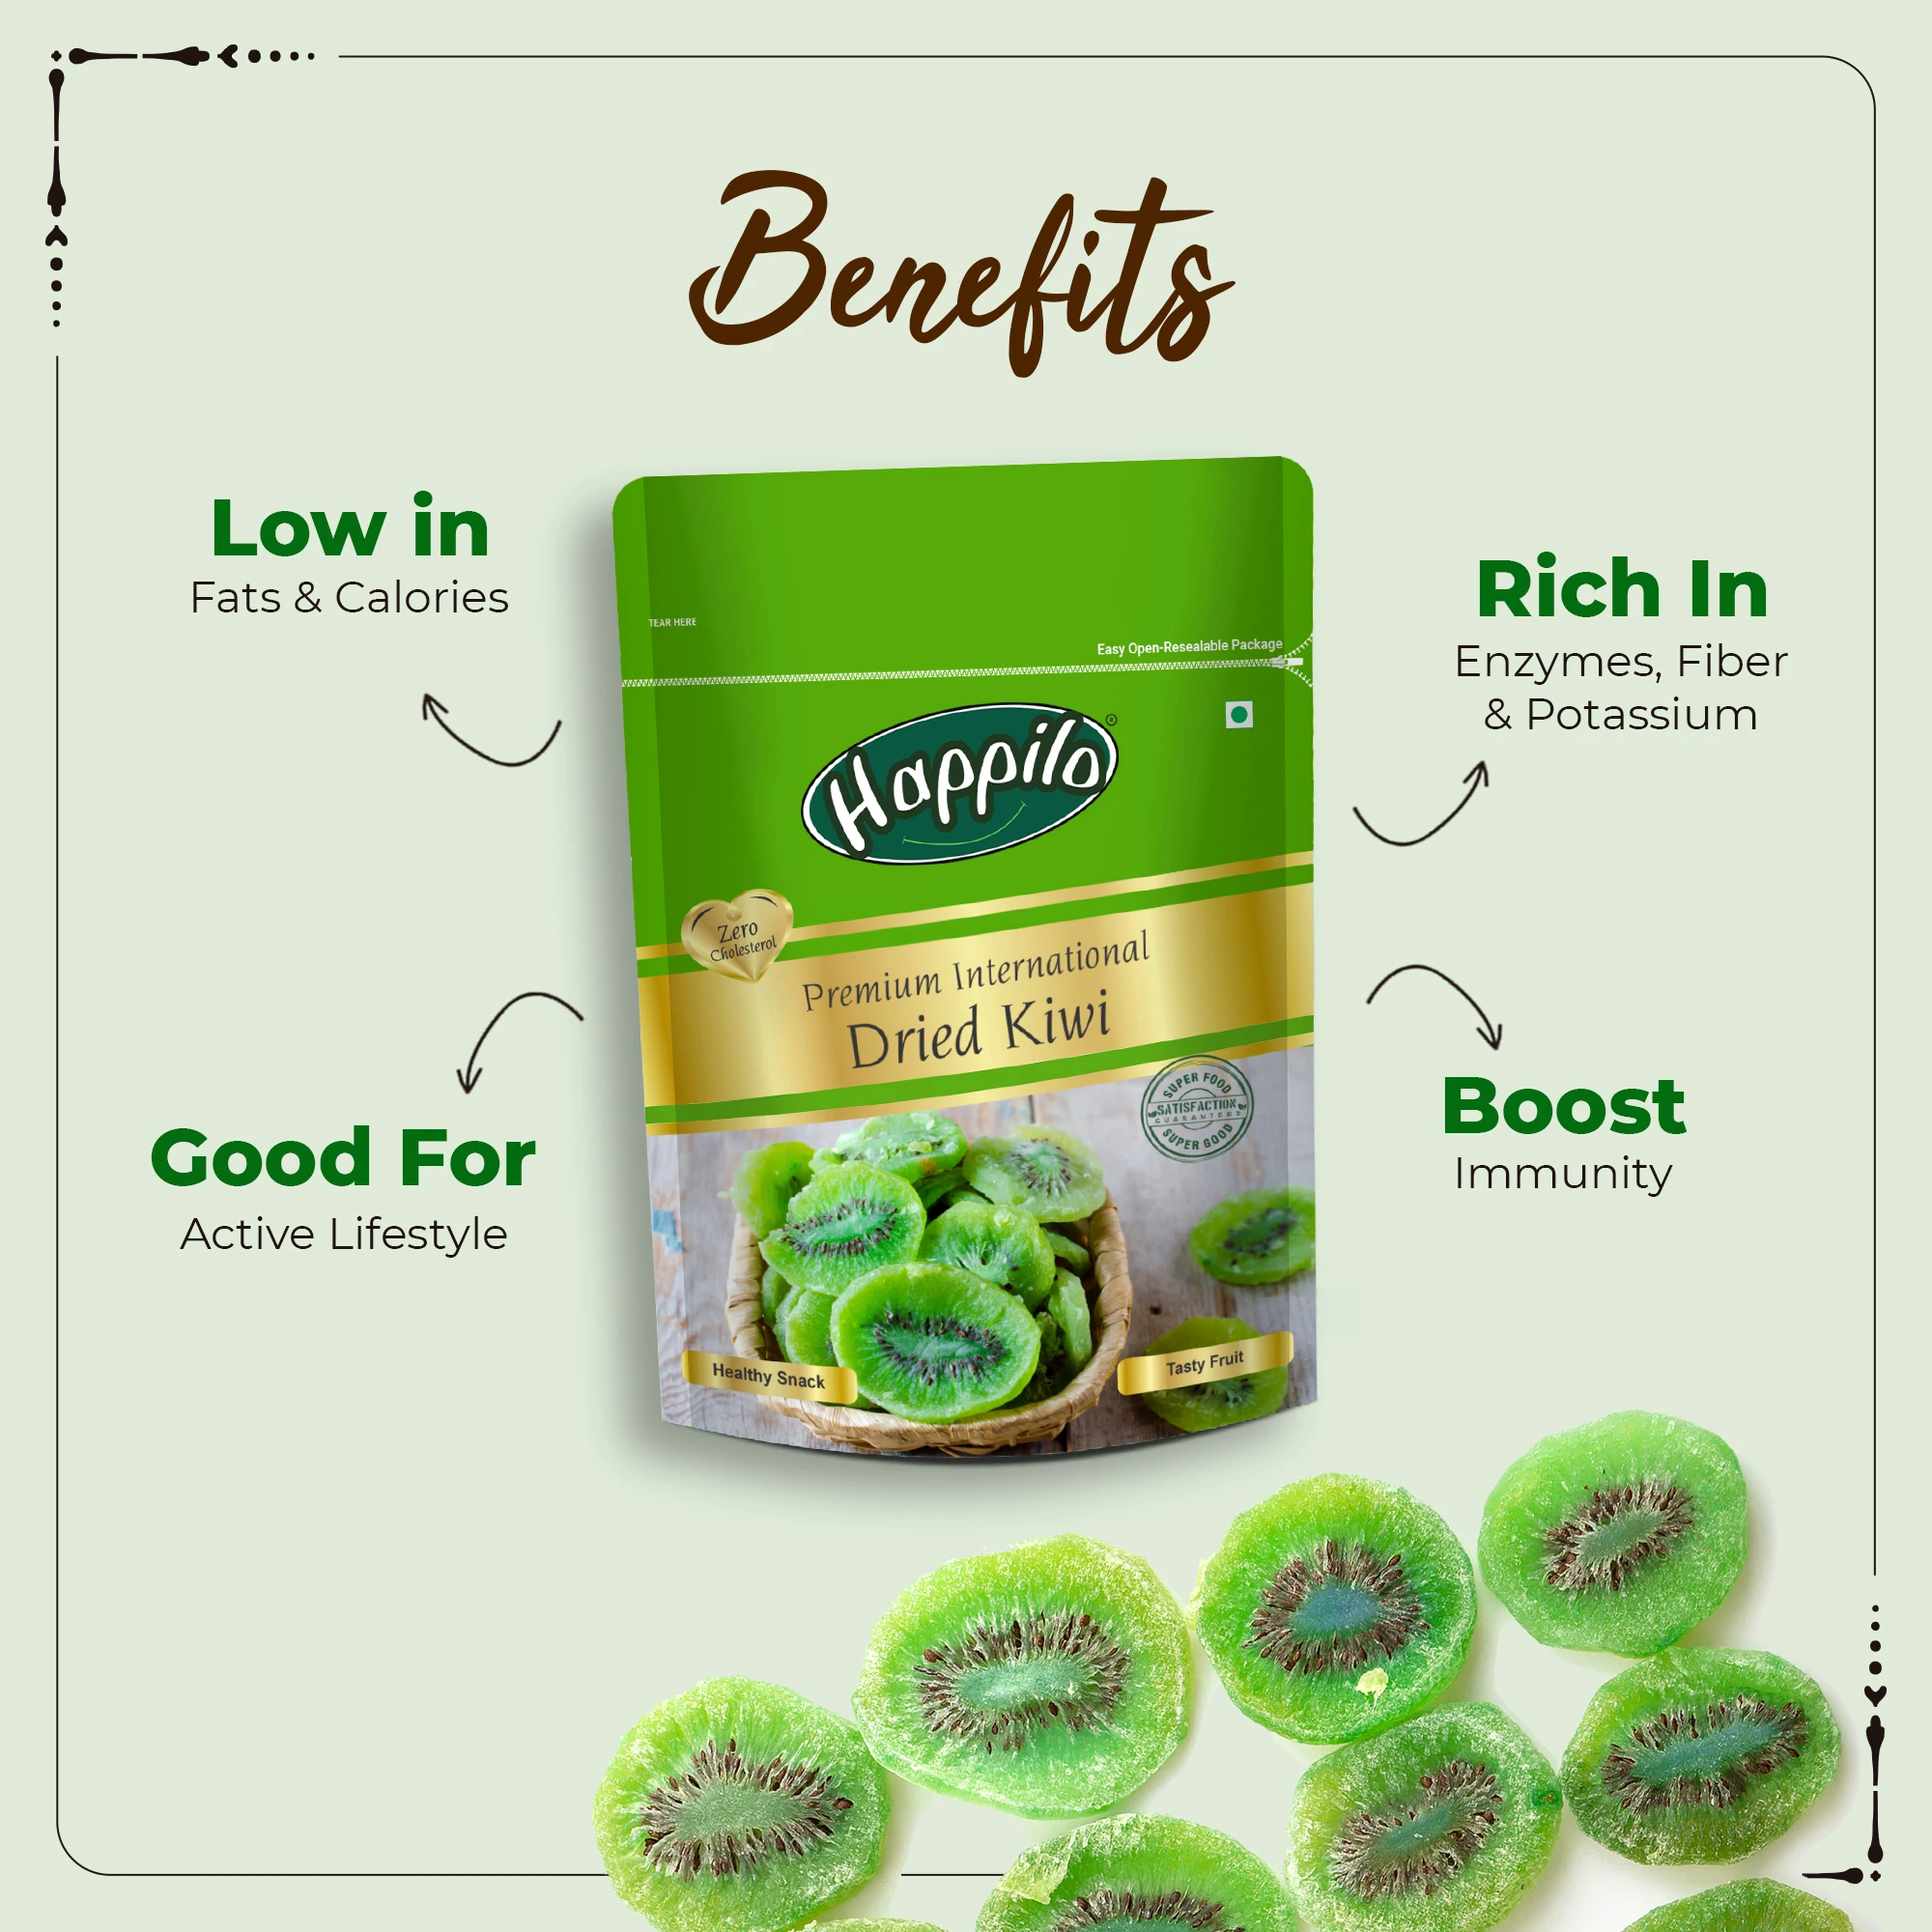 Benefits
Low in
Fats & Calories
Rich In
Enzymes, Fiber
& Potassium
Good For
Active Lifestyle
Boost
Immunity
TEAR HERE
Easy Open-Resealable Package
Happilo®
Zero
Cholesterol
Premium International
Dried Kiwi
SUPER FOOD
SATISFACTION
GUARANTEED
SUPER GOOD
Healthy Snack
Tasty Fruit